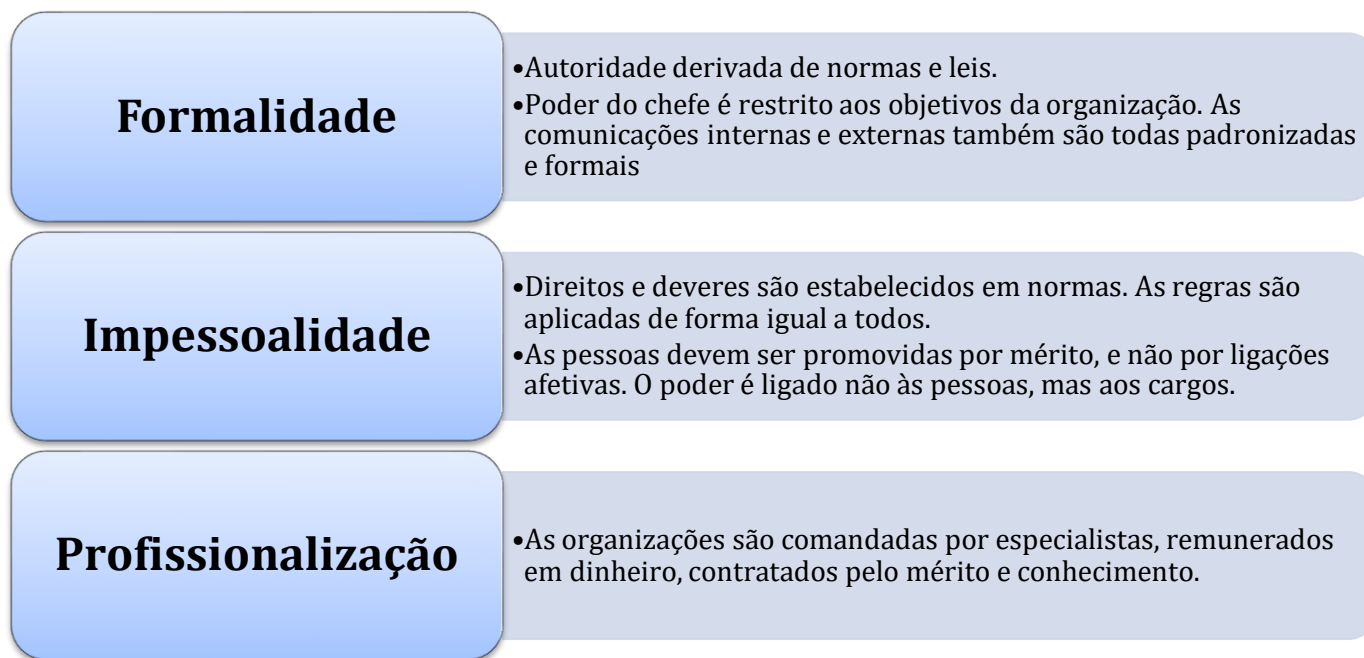 Formalidade
•Autoridade derivada de normas e leis.
•Poder do chefe é restrito aos objetivos da organização. As
comunicações internas e externas também são todas padronizadas
e formais
Impessoalidade
•Direitos e deveres são estabelecidos em normas. As regras são
aplicadas de forma igual a todos.
•As pessoas devem ser promovidas por mérito, e não por ligações
afetivas. O poder é ligado não às pessoas, mas aos cargos.
Profissionalização
•As organizações são comandadas por especialistas, remunerados
em dinheiro, contratados pelo mérito e conhecimento.